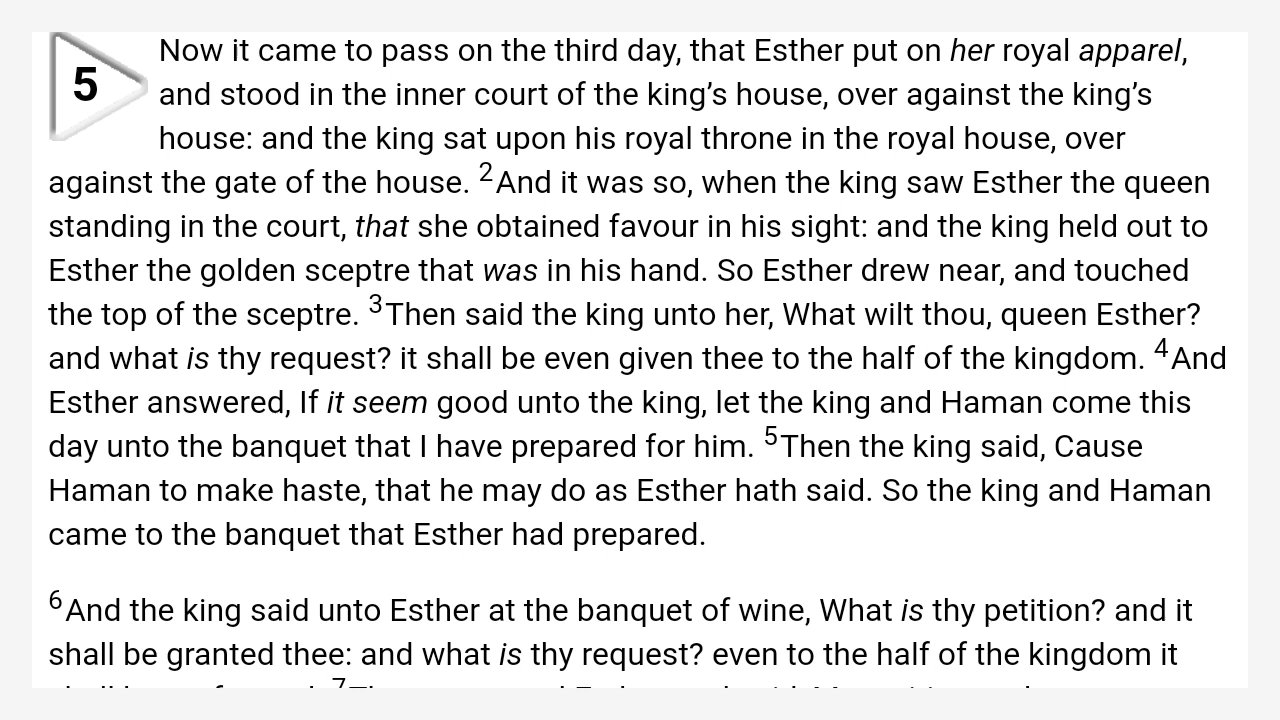 5
Now it came to pass on the third day, that Esther put on her royal apparel,
and stood in the inner court of the king’s house, over against the king’s
house: and the king sat upon his royal throne in the royal house, over
against the gate of the house. 2And it was so, when the king saw Esther the queen
standing in the court, that she obtained favour in his sight: and the king held out to
Esther the golden sceptre that was in his hand. So Esther drew near, and touched
the top of the sceptre. 3Then said the king unto her, What wilt thou, queen Esther?
and what is thy request? it shall be even given thee to the half of the kingdom. 4And
Esther answered, If it seem good unto the king, let the king and Haman come this
day unto the banquet that I have prepared for him. 5Then the king said, Cause
Haman to make haste, that he may do as Esther hath said. So the king and Haman
came to the banquet that Esther had prepared.
6And the king said unto Esther at the banquet of wine, What is thy petition? and it
shall be granted thee: and what is thy request? even to the half of the kingdom it